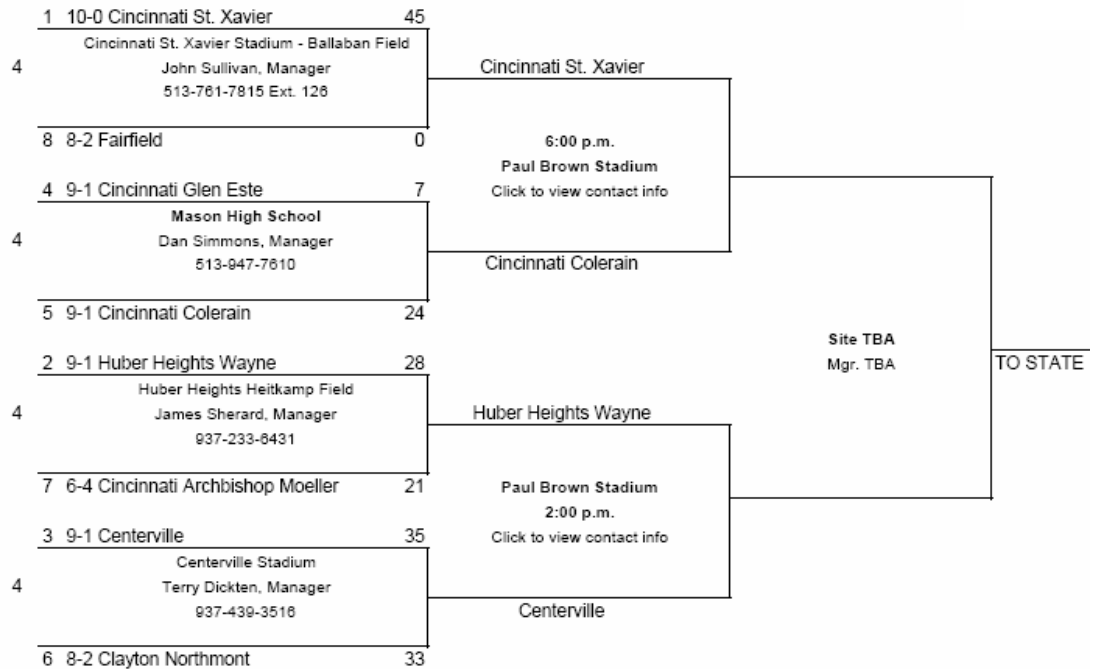 1 10-0 Cincinnati St. Xavier 45
Cincinnati St. Xavier Stadium - Ballaban Field
4
John Sullivan, Manager
513-761-7815 Ext. 126
8 8-2 Fairfield 0
4 9-1 Cincinnati Glen Este 7
Mason High School
4
Dan Simmons, Manager
513-947-7610
5 9-1 Cincinnati Colerain 24
2 9-1 Huber Heights Wayne 28
Huber Heights Heitkamp Field
4
James Sherard, Manager
937-233-6431
7 6-4 Cincinnati Archbishop Moeller 21
3 9-1 Centerville 35
Centerville Stadium
4
Terry Dickten, Manager
937-439-3516
6 8-2 Clayton Northmont 33
Cincinnati St. Xavier
6:00 p.m.
Paul Brown Stadium
Click to view contact info
Cincinnati Colerain
Huber Heights Wayne
Paul Brown Stadium
2:00 p.m.
Click to view contact info
Centerville
Site TBA
Mgr. TBA
TO STATE